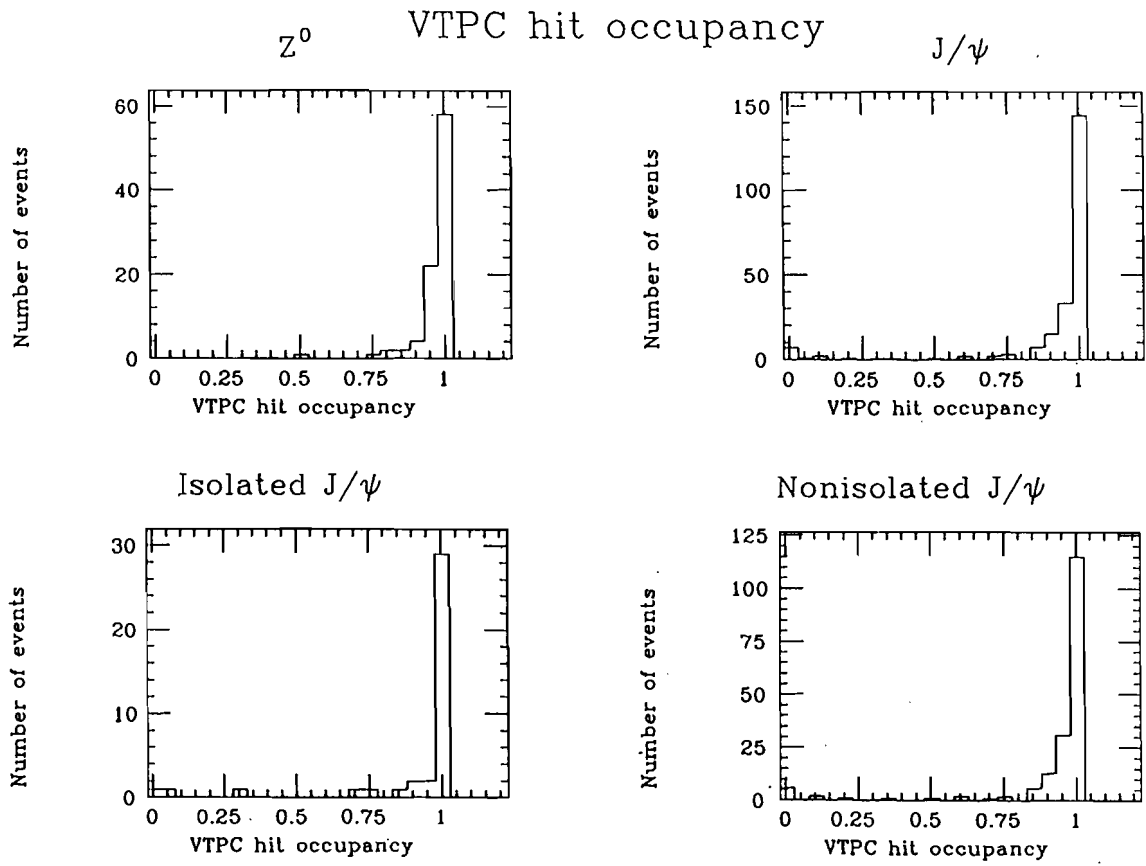 VTPC hit occupancy
Z⁰
J/ψ
Number of events
60
40
20
0
0 0.25 0.5 0.75 1
VTPC hit occupancy
Number of events
150
100
50
0
0 0.25 0.5 0.75 1
VTPC hit occupancy
Isolated J/ψ
Nonisolated J/ψ
Number of events
30
20
10
0
0 0.25 0.5 0.75 1
VTPC hit occupancy
Number of events
125
100
75
50
25
0
0 0.25 0.5 0.75 1
VTPC hit occupancy